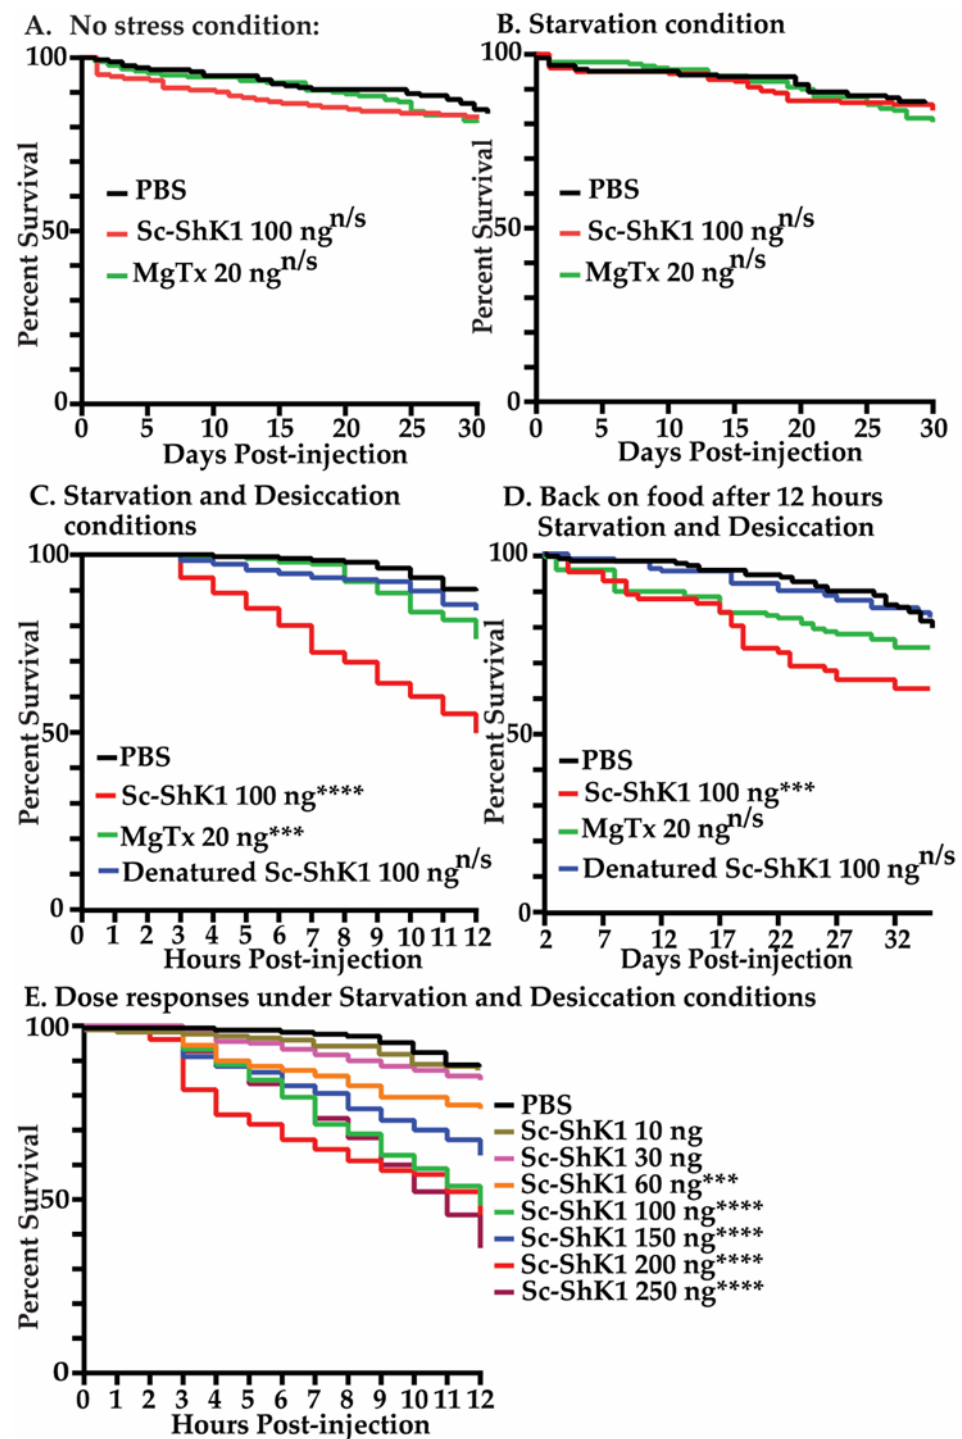 A. No stress condition:
100
50
0
Percent Survival
PBS
Sc-ShK1 100 ng n/s
MgTx 20 ng n/s
0 5 10 15 20 25 30
Days Post-injection
B. Starvation condition
100
50
0
Percent Survival
PBS
Sc-ShK1 100 ng n/s
MgTx 20 ng n/s
0 5 10 15 20 25 30
Days Post-injection
C. Starvation and Desiccation
conditions
100
50
0
Percent Survival
PBS
Sc-ShK1 100 ng****
MgTx 20 ng***
Denatured Sc-ShK1 100 ng n/s
0 1 2 3 4 5 6 7 8 9 10 11 12
Hours Post-injection
D. Back on food after 12 hours
Starvation and Desiccation
100
50
0
Percent Survival
PBS
Sc-ShK1 100 ng***
MgTx 20 ng n/s
Denatured Sc-ShK1 100 ng n/s
2 7 12 17 22 27 32
Days Post-injection
E. Dose responses under Starvation and Desiccation conditions
100
50
0
Percent Survival
PBS
Sc-ShK1 10 ng
Sc-ShK1 30 ng
Sc-ShK1 60 ng***
Sc-ShK1 100 ng****
Sc-ShK1 150 ng****
Sc-ShK1 200 ng****
Sc-ShK1 250 ng****
0 1 2 3 4 5 6 7 8 9 10 11 12
Hours Post-injection